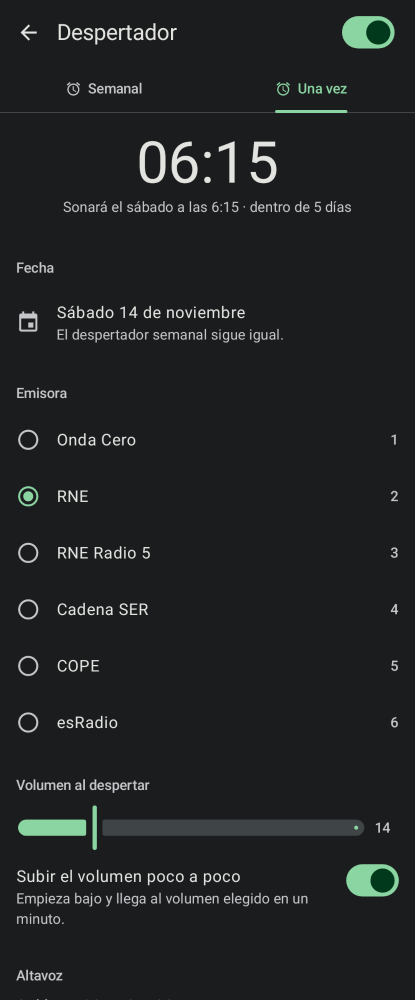 Despertador
Semanal
Una vez
06:15
Sonará el sábado a las 6:15 · dentro de 5 días
Fecha
Sábado 14 de noviembre
El despertador semanal sigue igual.
Emisora
Onda Cero 1
RNE 2
RNE Radio 5 3
Cadena SER 4
COPE 5
esRadio 6
Volumen al despertar
14
Subir el volumen poco a poco
Empieza bajo y llega al volumen elegido en un
minuto.
Altavoz